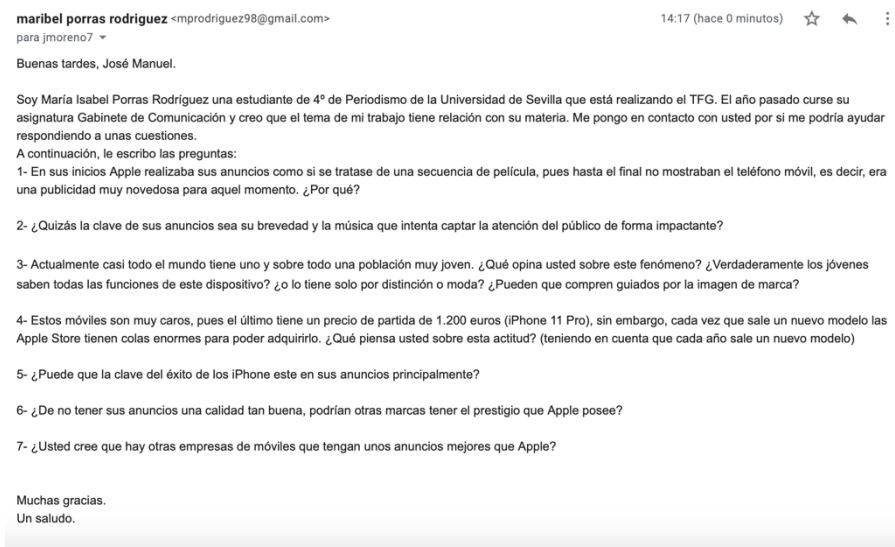 maribel porras rodriguez <mprodriguez98@gmail.com>
14:17 (hace 0 minutos)
para jmoreno7
Buenas tardes, José Manuel.
Soy María Isabel Porras Rodríguez una estudiante de 4º de Periodismo de la Universidad de Sevilla que está realizando el TFG. El año pasado curse su
asignatura Gabinete de Comunicación y creo que el tema de mi trabajo tiene relación con su materia. Me pongo en contacto con usted por si me podría ayudar
respondiendo a unas cuestiones.
A continuación, le escribo las preguntas:
1- En sus inicios Apple realizaba sus anuncios como si se tratase de una secuencia de película, pues hasta el final no mostraban el teléfono móvil, es decir, era
una publicidad muy novedosa para aquel momento. ¿Por qué?
2- ¿Quizás la clave de sus anuncios sea su brevedad y la música que intenta captar la atención del público de forma impactante?
3- Actualmente casi todo el mundo tiene uno y sobre todo una población muy joven. ¿Qué opina usted sobre este fenómeno? ¿Verdaderamente los jóvenes
saben todas las funciones de este dispositivo? ¿o lo tiene solo por distinción o moda? ¿Pueden que compren guiados por la imagen de marca?
4- Estos móviles son muy caros, pues el último tiene un precio de partida de 1.200 euros (iPhone 11 Pro), sin embargo, cada vez que sale un nuevo modelo las
Apple Store tienen colas enormes para poder adquirirlo. ¿Qué piensa usted sobre esta actitud? (teniendo en cuenta que cada año sale un nuevo modelo)
5- ¿Puede que la clave del éxito de los iPhone este en sus anuncios principalmente?
6- ¿De no tener sus anuncios una calidad tan buena, podrían otras marcas tener el prestigio que Apple posee?
7- ¿Usted cree que hay otras empresas de móviles que tengan unos anuncios mejores que Apple?
Muchas gracias.
Un saludo.